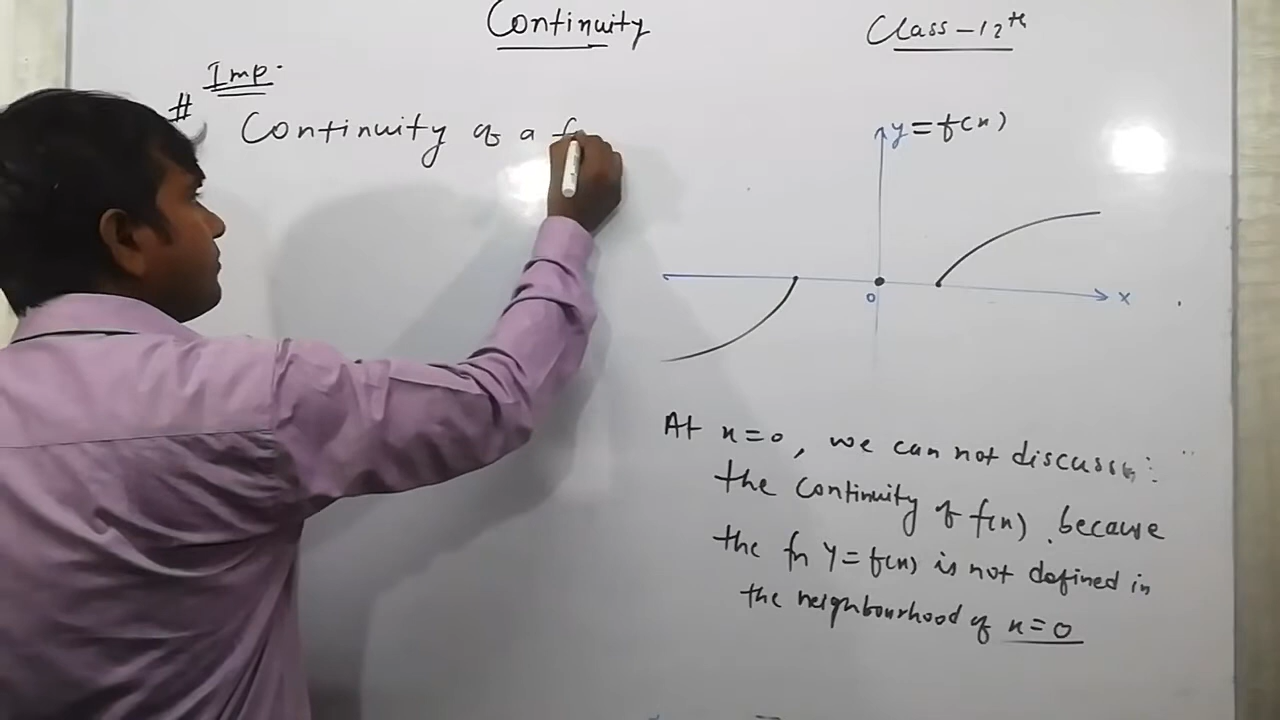 Continuity
Class-12th
Imp.
# Continuity of a f
y = f(x)
0
x
At x=0, we can not discuss
the continuity of f(x). because
the fn y=f(x) is not defined in
the neighbourhood of x=0